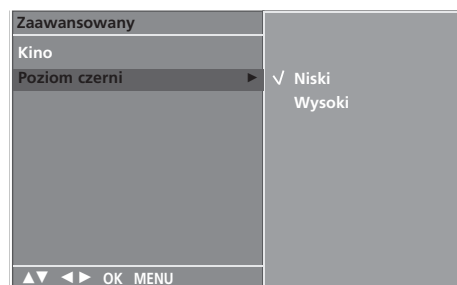 Zaawansowany
Kino
Poziom czerni ►
√ Niski
Wysoki
▲▼ ◄► OK MENU